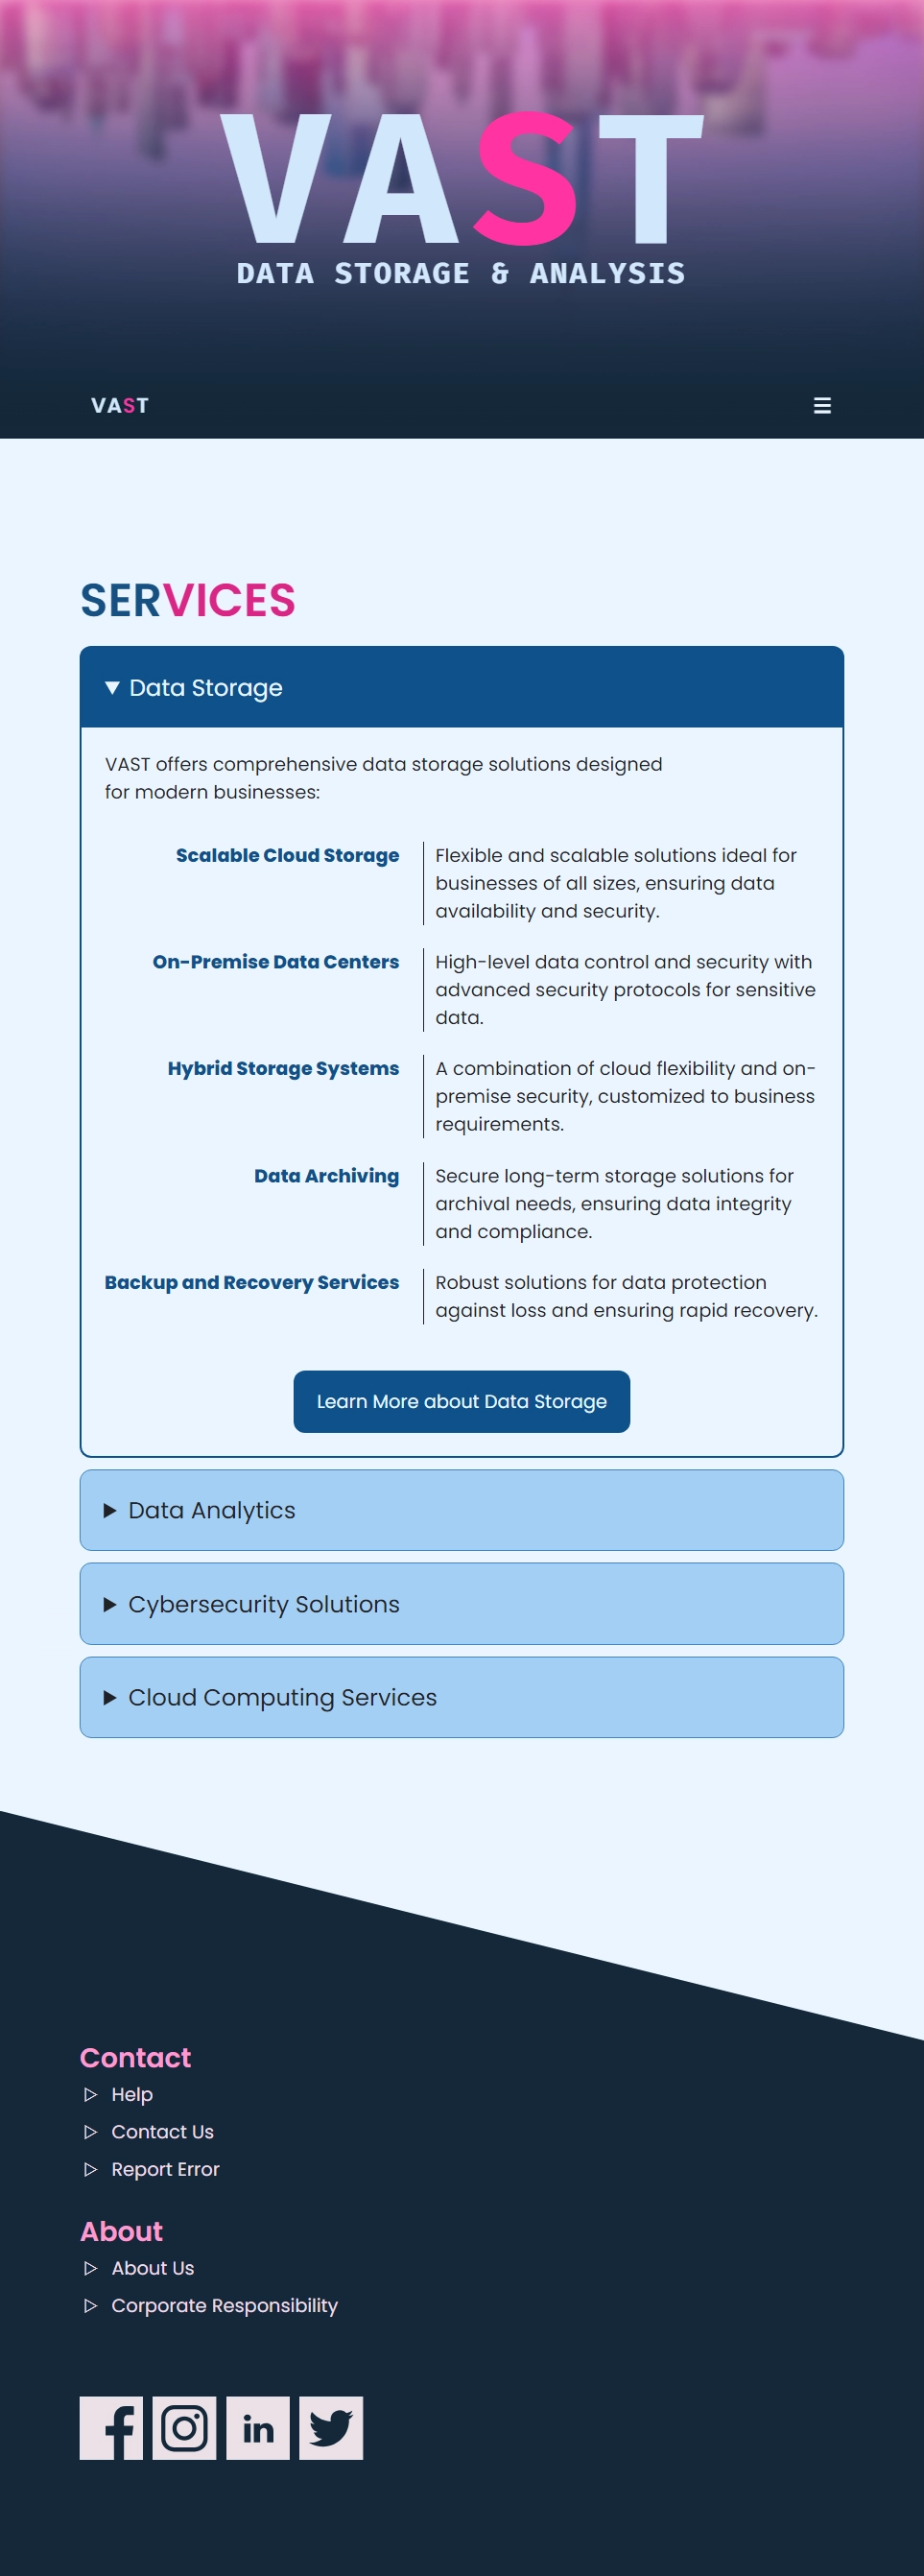 VAST
DATA STORAGE & ANALYSIS
VAST
SERVICES
Data Storage
VAST offers comprehensive data storage solutions designed
for modern businesses:
Scalable Cloud Storage
Flexible and scalable solutions ideal for
businesses of all sizes, ensuring data
availability and security.
On-Premise Data Centers
High-level data control and security with
advanced security protocols for sensitive
data.
Hybrid Storage Systems
A combination of cloud flexibility and on-
premise security, customized to business
requirements.
Data Archiving
Secure long-term storage solutions for
archival needs, ensuring data integrity
and compliance.
Backup and Recovery Services
Robust solutions for data protection
against loss and ensuring rapid recovery.
Learn More about Data Storage
Data Analytics
Cybersecurity Solutions
Cloud Computing Services
Contact
Help
Contact Us
Report Error
About
About Us
Corporate Responsibility
in